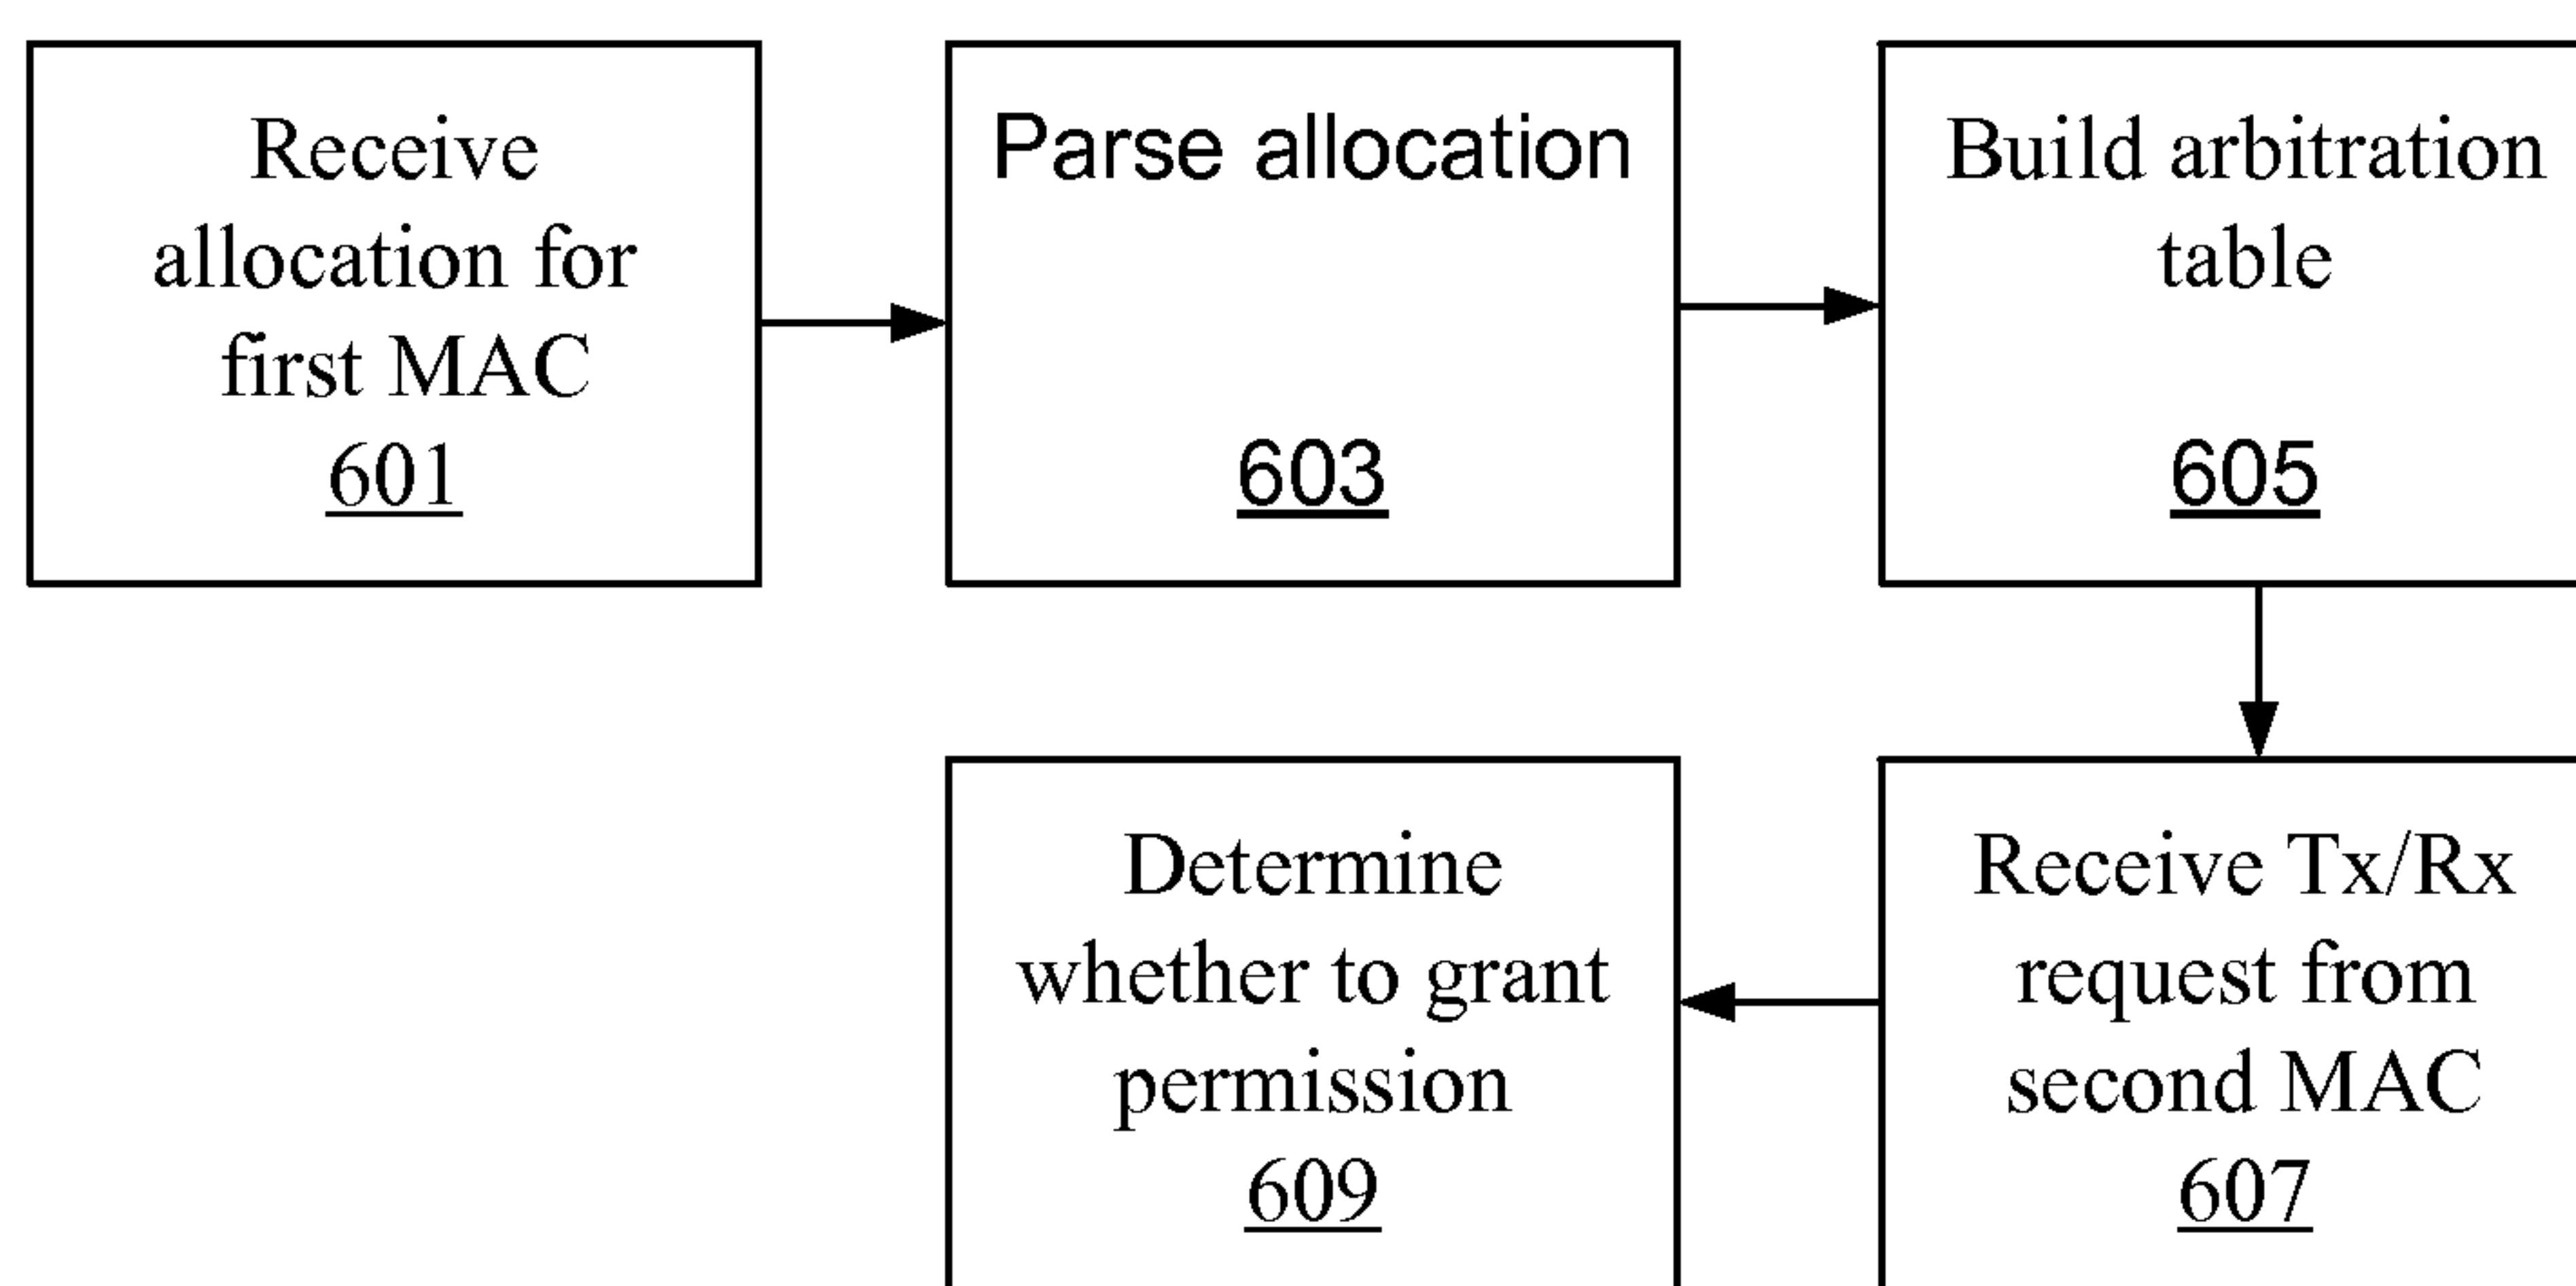 Receive
allocation for
first MAC
601
Parse allocation
603
Build arbitration
table
605
Receive Tx/Rx
request from
second MAC
607
Determine
whether to grant
permission
609